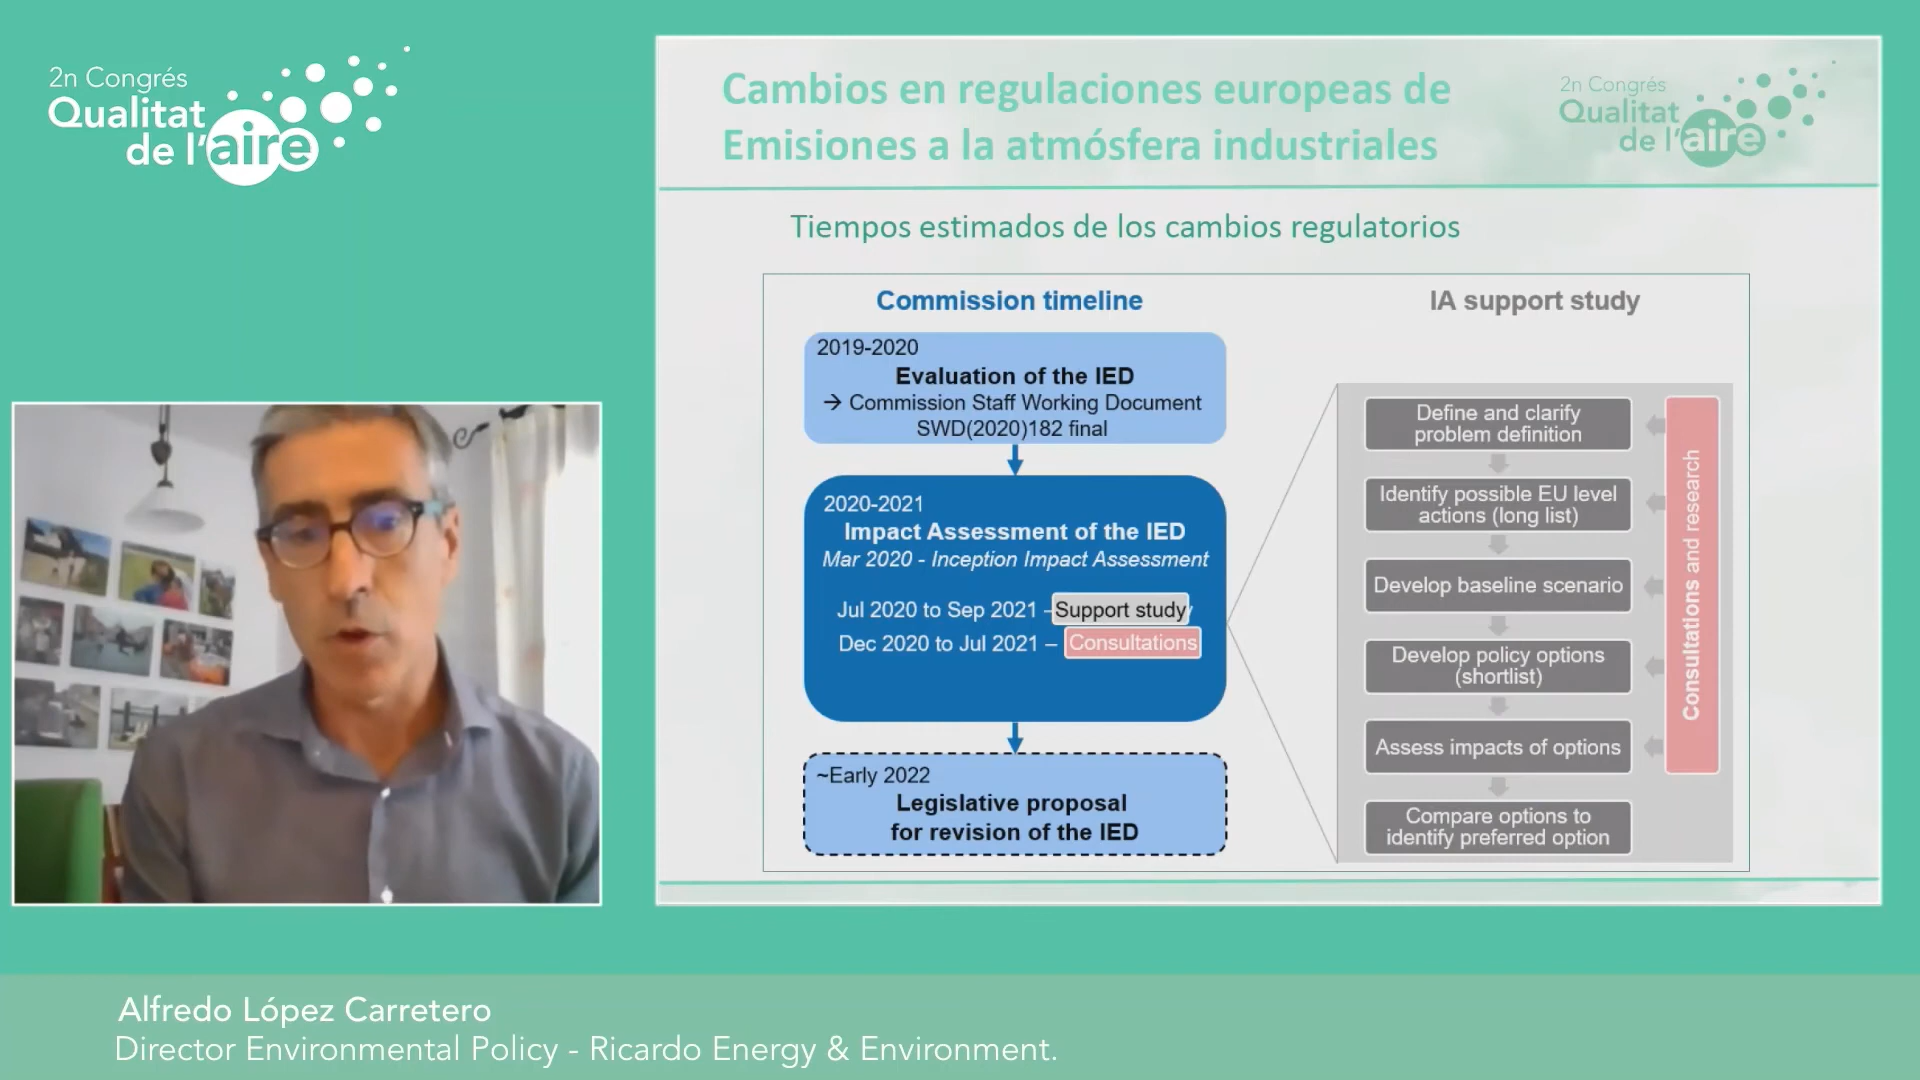 2n Congrés
Qualitat
de l'aire
Cambios en regulaciones europeas de
Emisiones a la atmósfera industriales
2n Congrés
Qualitat
de l'aire
Tiempos estimados de los cambios regulatorios
Commission timeline
2019-2020
Evaluation of the IED
→ Commission Staff Working Document
SWD(2020)182 final
2020-2021
Impact Assessment of the IED
Mar 2020 - Inception Impact Assessment
Jul 2020 to Sep 2021 – Support study
Dec 2020 to Jul 2021 – Consultations
~Early 2022
Legislative proposal
for revision of the IED
IA support study
Define and clarify
problem definition
Identify possible EU level
actions (long list)
Develop baseline scenario
Develop policy options
(shortlist)
Assess impacts of options
Compare options to
identify preferred option
Consultations and research
Alfredo López Carretero
Director Environmental Policy - Ricardo Energy & Environment.